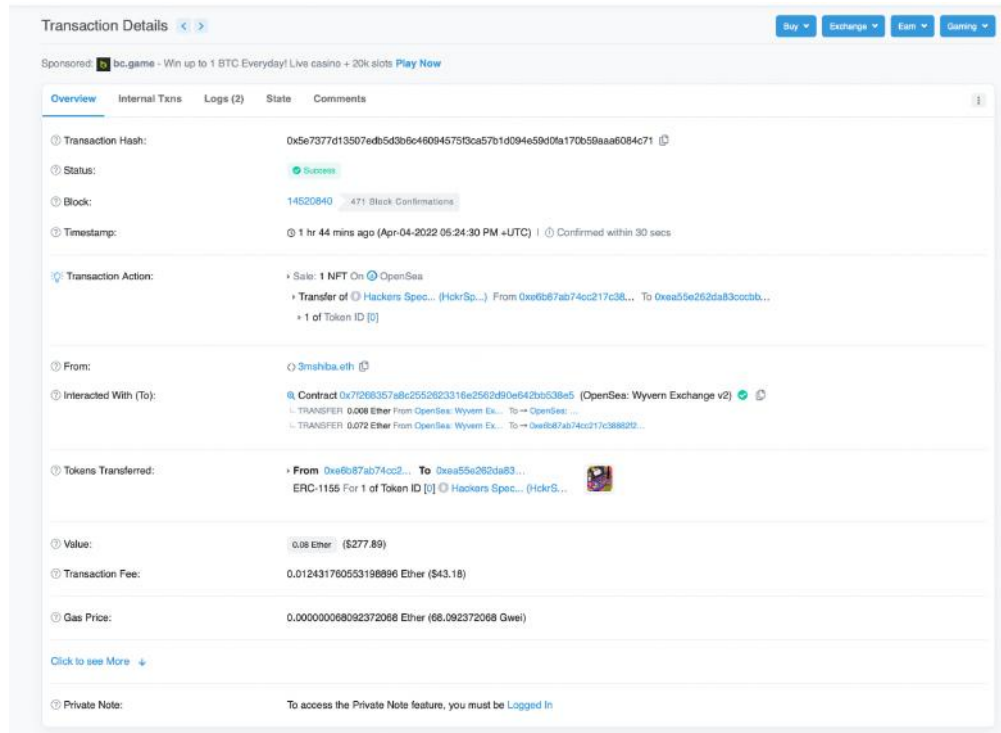 Transaction Details < >
Buy Exchange Earn Gaming
Sponsored: bc.game - Win up to 1 BTC Everyday! Live casino + 20k slots Play Now
Overview Internal Txns Logs (2) State Comments
Transaction Hash: 0x5e7377d13507edb5d3b6c46094575f3ca57b1d094e59d0fa170b59aaa6084c71
Status: Success
Block: 14520840 471 Block Confirmations
Timestamp: 1 hr 44 mins ago (Apr-04-2022 05:24:30 PM +UTC) | Confirmed within 30 secs
Transaction Action: Sale: 1 NFT On OpenSea
Transfer of Hackers Spec... (HckrSp...) From 0xe6b87ab74cc217c38... To 0xea55e262da83cccbb...
1 of Token ID [0]
From: 3mshiba.eth
Interacted With (To): Contract 0x7f268357a8c2552623316e2562d90e642bb538e5 (OpenSea: Wyvern Exchange v2)
TRANSFER 0.008 Ether From OpenSea: Wyvern Ex... To → OpenSea: ...
TRANSFER 0.072 Ether From OpenSea: Wyvern Ex... To → 0xe6b87ab74cc217c38882f2...
Tokens Transferred: From 0xe6b87ab74cc2... To 0xea55e262da83...
ERC-1155 For 1 of Token ID [0] Hackers Spec... (HckrS...
Value: 0.08 Ether ($277.89)
Transaction Fee: 0.012431760553198896 Ether ($43.18)
Gas Price: 0.000000068092372068 Ether (68.092372068 Gwei)
Click to see More ↓
Private Note: To access the Private Note feature, you must be Logged In